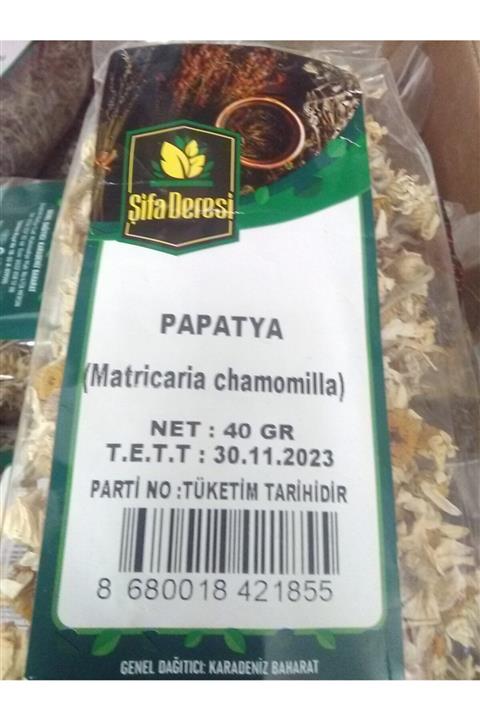 Şifa Deresi
PAPATYA
(Matricaria chamomilla)
NET : 40 GR
T.E.T.T : 30.11.2023
PARTİ NO :TÜKETİM TARİHİDİR
8 680018 421855
GENEL DAĞITICI: KARADENİZ BAHARAT